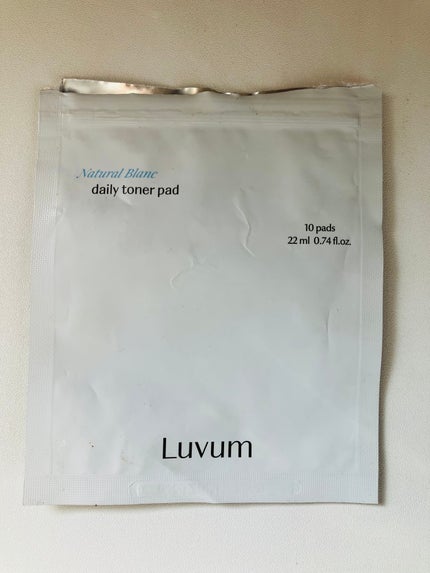 Natural Blanc
daily toner pad
10 pads
22 ml 0.74 fl.oz.
Luvum